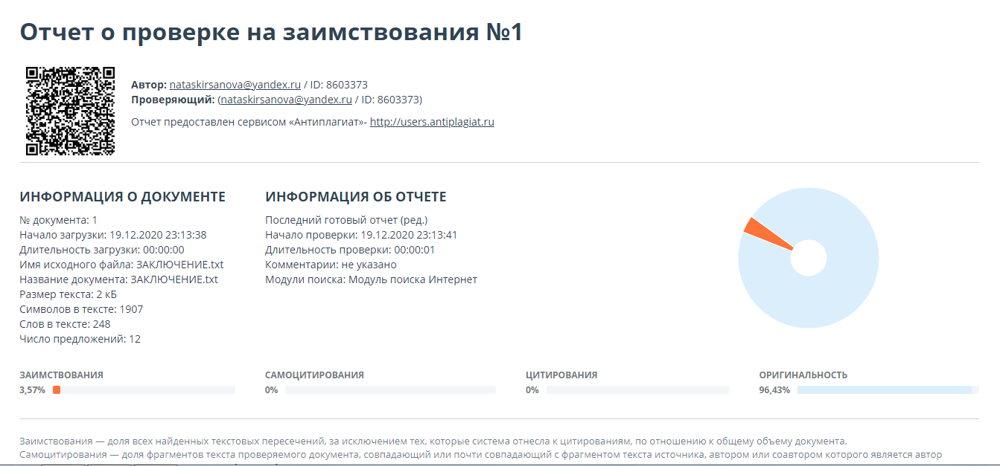 Отчет о проверке на заимствования №1
Автор: nataskirsanova@yandex.ru / ID: 8603373
Проверяющий: (nataskirsanova@yandex.ru / ID: 8603373)
Отчет предоставлен сервисом «Антиплагиат»- http://users.antiplagiat.ru
ИНФОРМАЦИЯ О ДОКУМЕНТЕ
№ документа: 1
Начало загрузки: 19.12.2020 23:13:38
Длительность загрузки: 00:00:00
Имя исходного файла: ЗАКЛЮЧЕНИЕ.txt
Название документа: ЗАКЛЮЧЕНИЕ.txt
Размер текста: 2 кБ
Символов в тексте: 1907
Слов в тексте: 248
Число предложений: 12
ИНФОРМАЦИЯ ОБ ОТЧЕТЕ
Последний готовый отчет (ред.)
Начало проверки: 19.12.2020 23:13:41
Длительность проверки: 00:00:01
Комментарии: не указано
Модули поиска: Модуль поиска Интернет
ЗАИМСТВОВАНИЯ
3,57%
САМОЦИТИРОВАНИЯ
0%
ЦИТИРОВАНИЯ
0%
ОРИГИНАЛЬНОСТЬ
96,43%
Заимствования — доля всех найденных текстовых пересечений, за исключением тех, которые система отнесла к цитированиям, по отношению к общему объему документа.
Самоцитирования — доля фрагментов текста проверяемого документа, совпадающий или почти совпадающий с фрагментом текста источника, автором или соавтором которого является автор